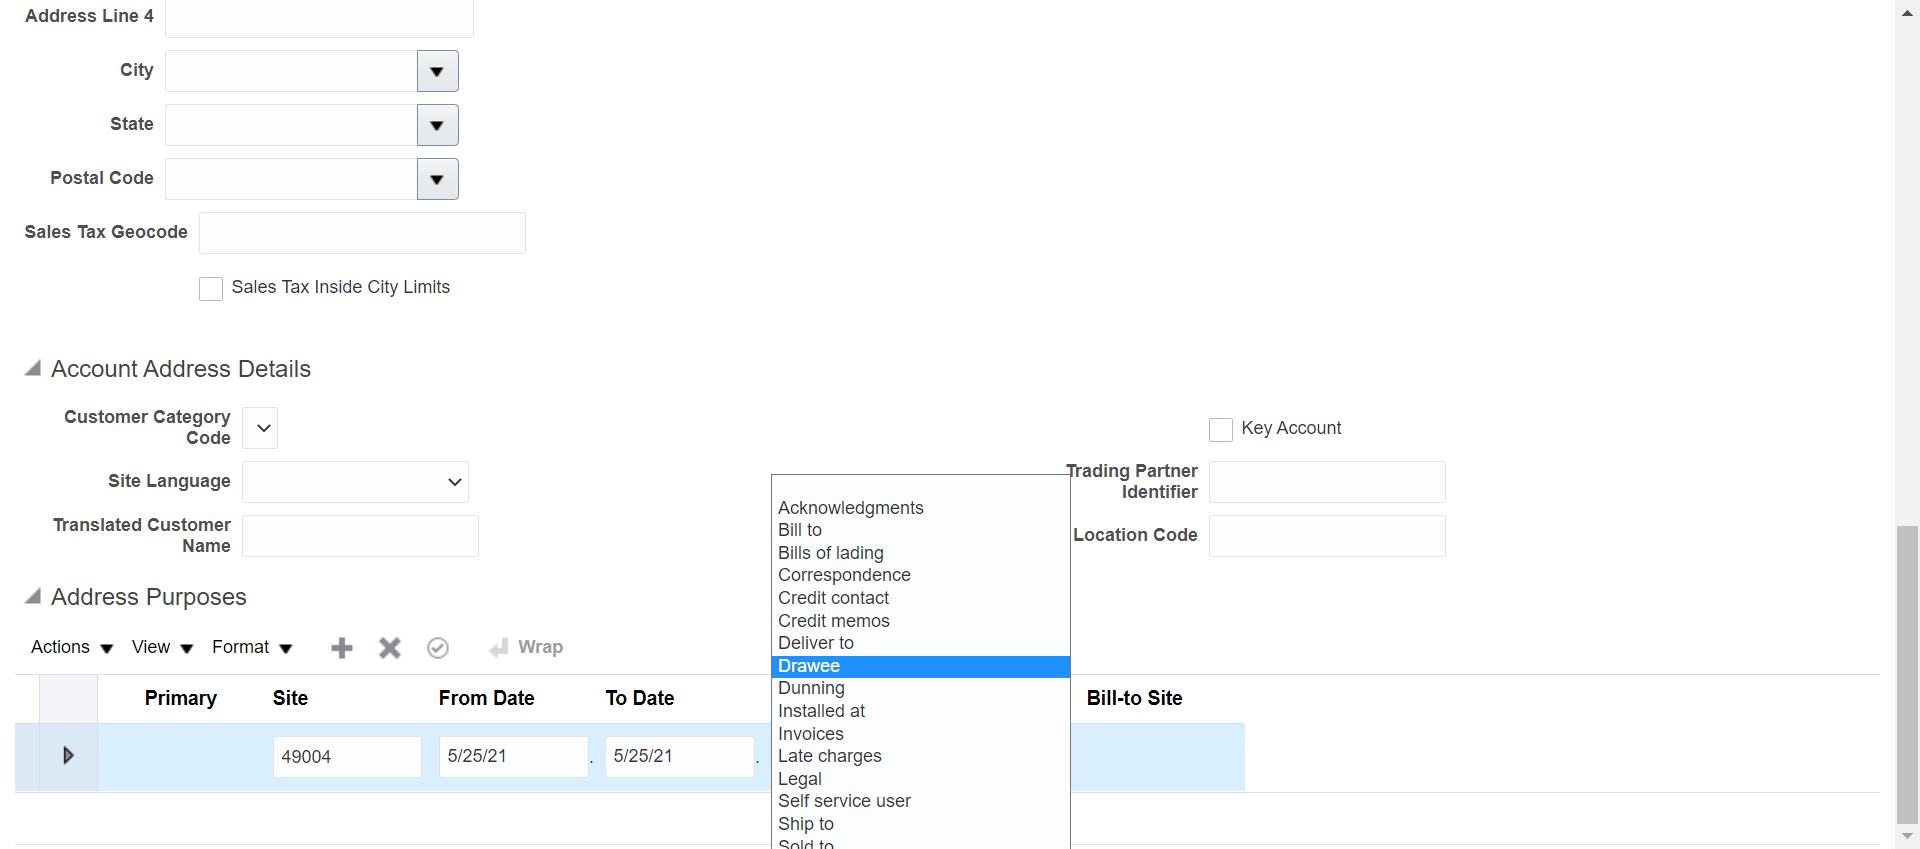 Address Line 4
City
State
Postal Code
Sales Tax Geocode
Sales Tax Inside City Limits
Account Address Details
Customer Category
Code
Key Account
Site Language
Trading Partner
Identifier
Translated Customer
Name
Location Code
Acknowledgments
Bill to
Bills of lading
Correspondence
Credit contact
Credit memos
Deliver to
Drawee
Dunning
Installed at
Invoices
Late charges
Legal
Self service user
Ship to
Sold to
Address Purposes
Actions View Format Wrap
Primary Site From Date To Date Bill-to Site
49004 5/25/21 . 5/25/21 .